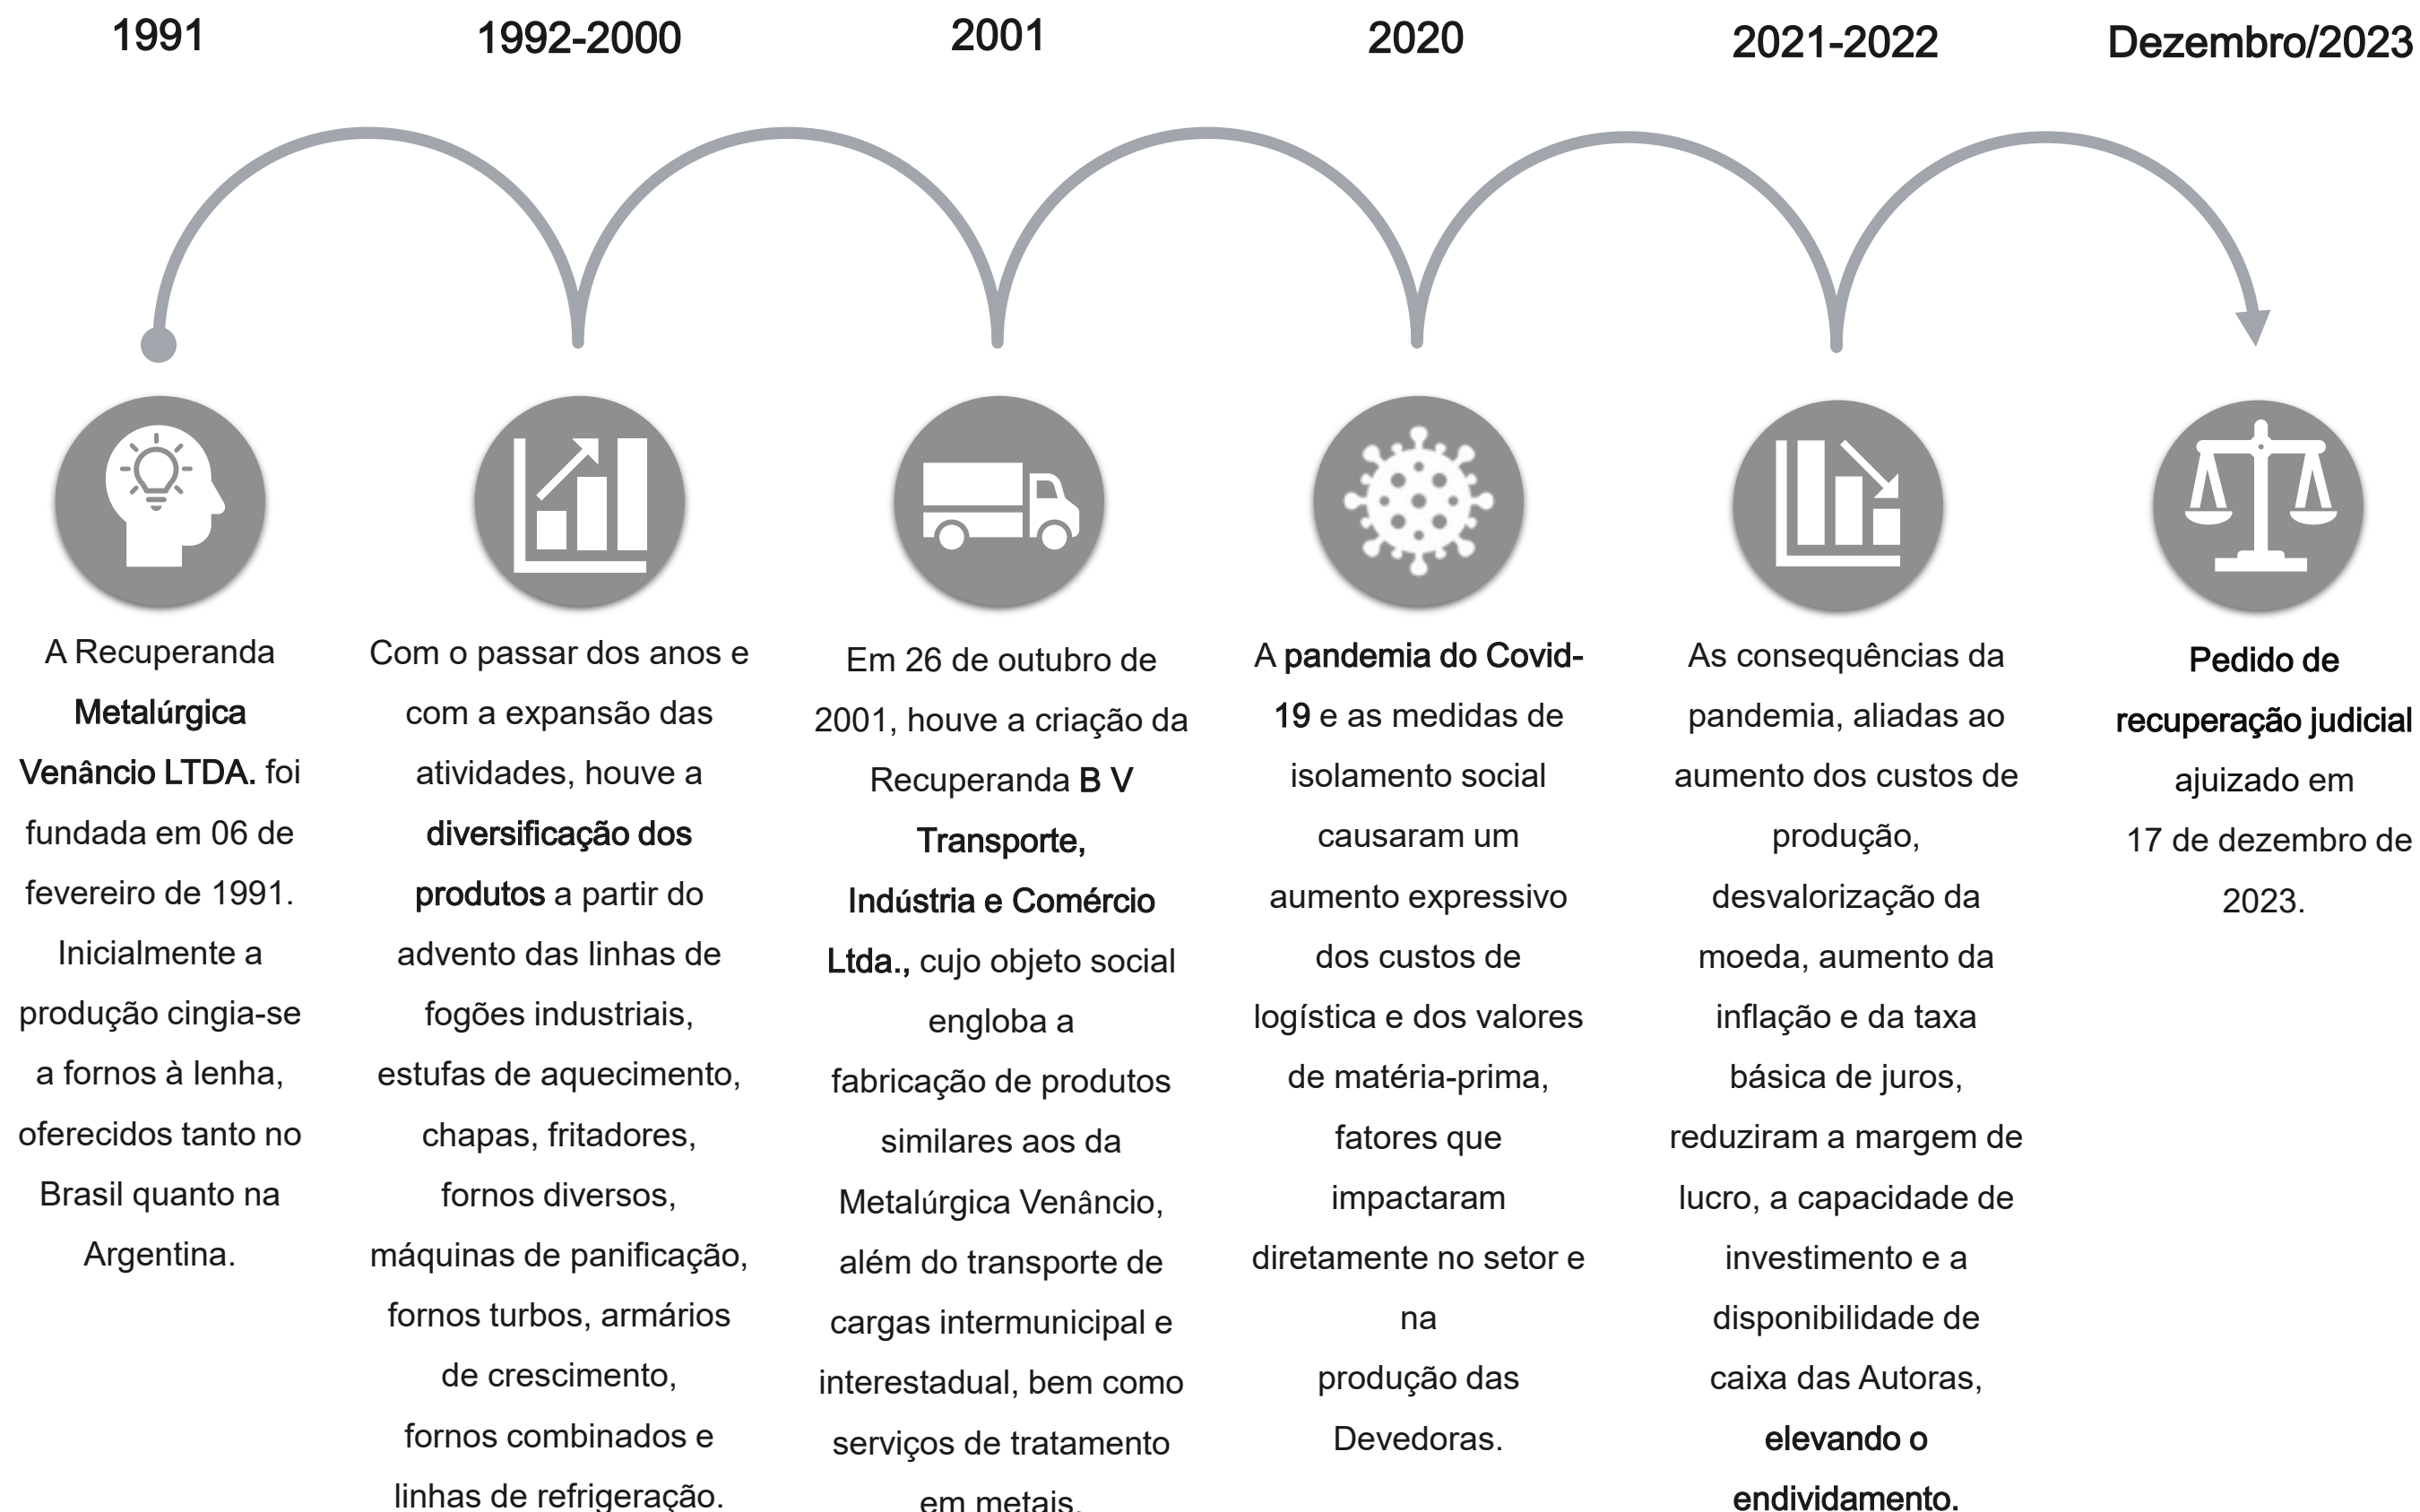 1991
1992-2000
2001
2020
2021-2022
Dezembro/2023
A Recuperanda
Metalúrgica
Venâncio LTDA. foi
fundada em 06 de
fevereiro de 1991.
Inicialmente a
produção cingia-se
a fornos à lenha,
oferecidos tanto no
Brasil quanto na
Argentina.
Com o passar dos anos e
com a expansão das
atividades, houve a
diversificação dos
produtos a partir do
advento das linhas de
fogões industriais,
estufas de aquecimento,
chapas, fritadores,
fornos diversos,
máquinas de panificação,
fornos turbos, armários
de crescimento,
fornos combinados e
linhas de refrigeração.
Em 26 de outubro de
2001, houve a criação da
Recuperanda B V
Transporte,
Indústria e Comércio
Ltda., cujo objeto social
engloba a
fabricação de produtos
similares aos da
Metalúrgica Venâncio,
além do transporte de
cargas intermunicipal e
interestadual, bem como
serviços de tratamento
em metais.
A pandemia do Covid-
19 e as medidas de
isolamento social
causaram um
aumento expressivo
dos custos de
logística e dos valores
de matéria-prima,
fatores que
impactaram
diretamente no setor e
na
produção das
Devedoras.
As consequências da
pandemia, aliadas ao
aumento dos custos de
produção,
desvalorização da
moeda, aumento da
inflação e da taxa
básica de juros,
reduziram a margem de
lucro, a capacidade de
investimento e a
disponibilidade de
caixa das Autoras,
elevando o
endividamento.
Pedido de
recuperação judicial
ajuizado em
17 de dezembro de
2023.